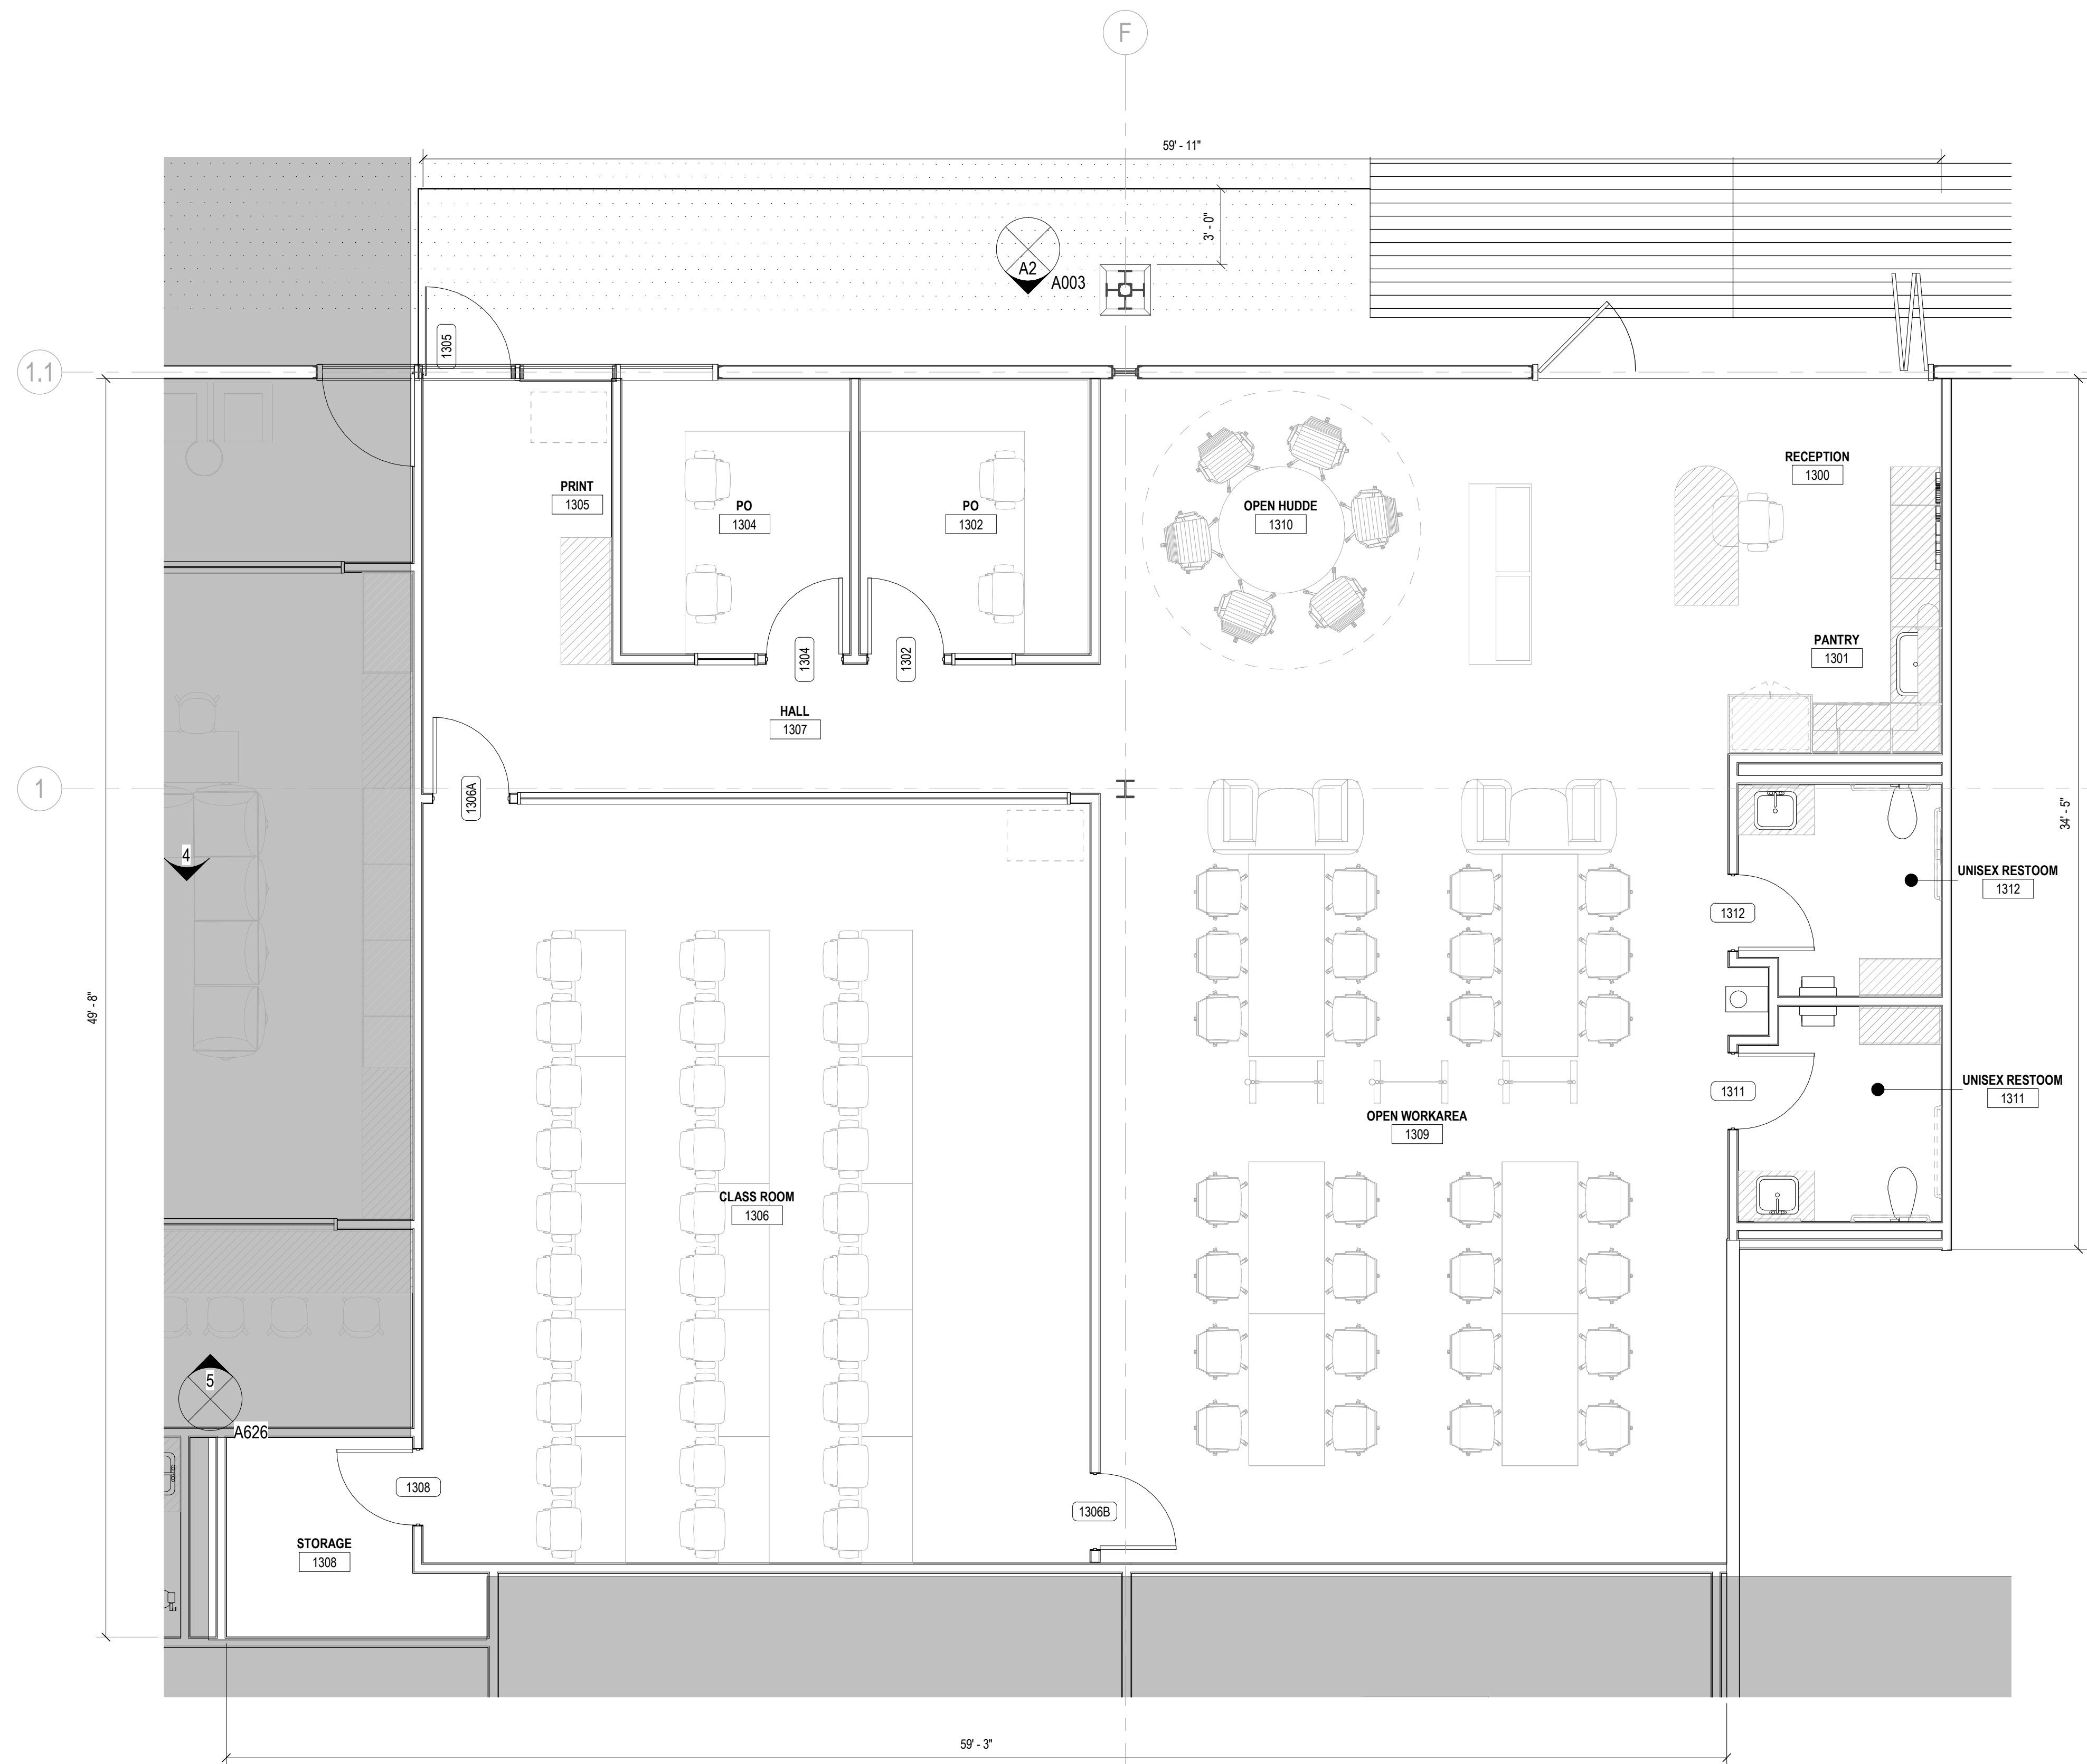 F
59' - 11"
3' - 0"
A2
A003
1305
1.1
RECEPTION
1300
PRINT
1305
PO
1304
PO
1302
OPEN HUDDE
1310
1304
1302
PANTRY
1301
HALL
1307
1
1306A
34' - 5"
4
UNISEX RESTOOM
1312
1312
49' - 8"
UNISEX RESTOOM
1311
1311
OPEN WORKAREA
1309
CLASS ROOM
1306
5
A626
1308
1306B
STORAGE
1308
59' - 3"